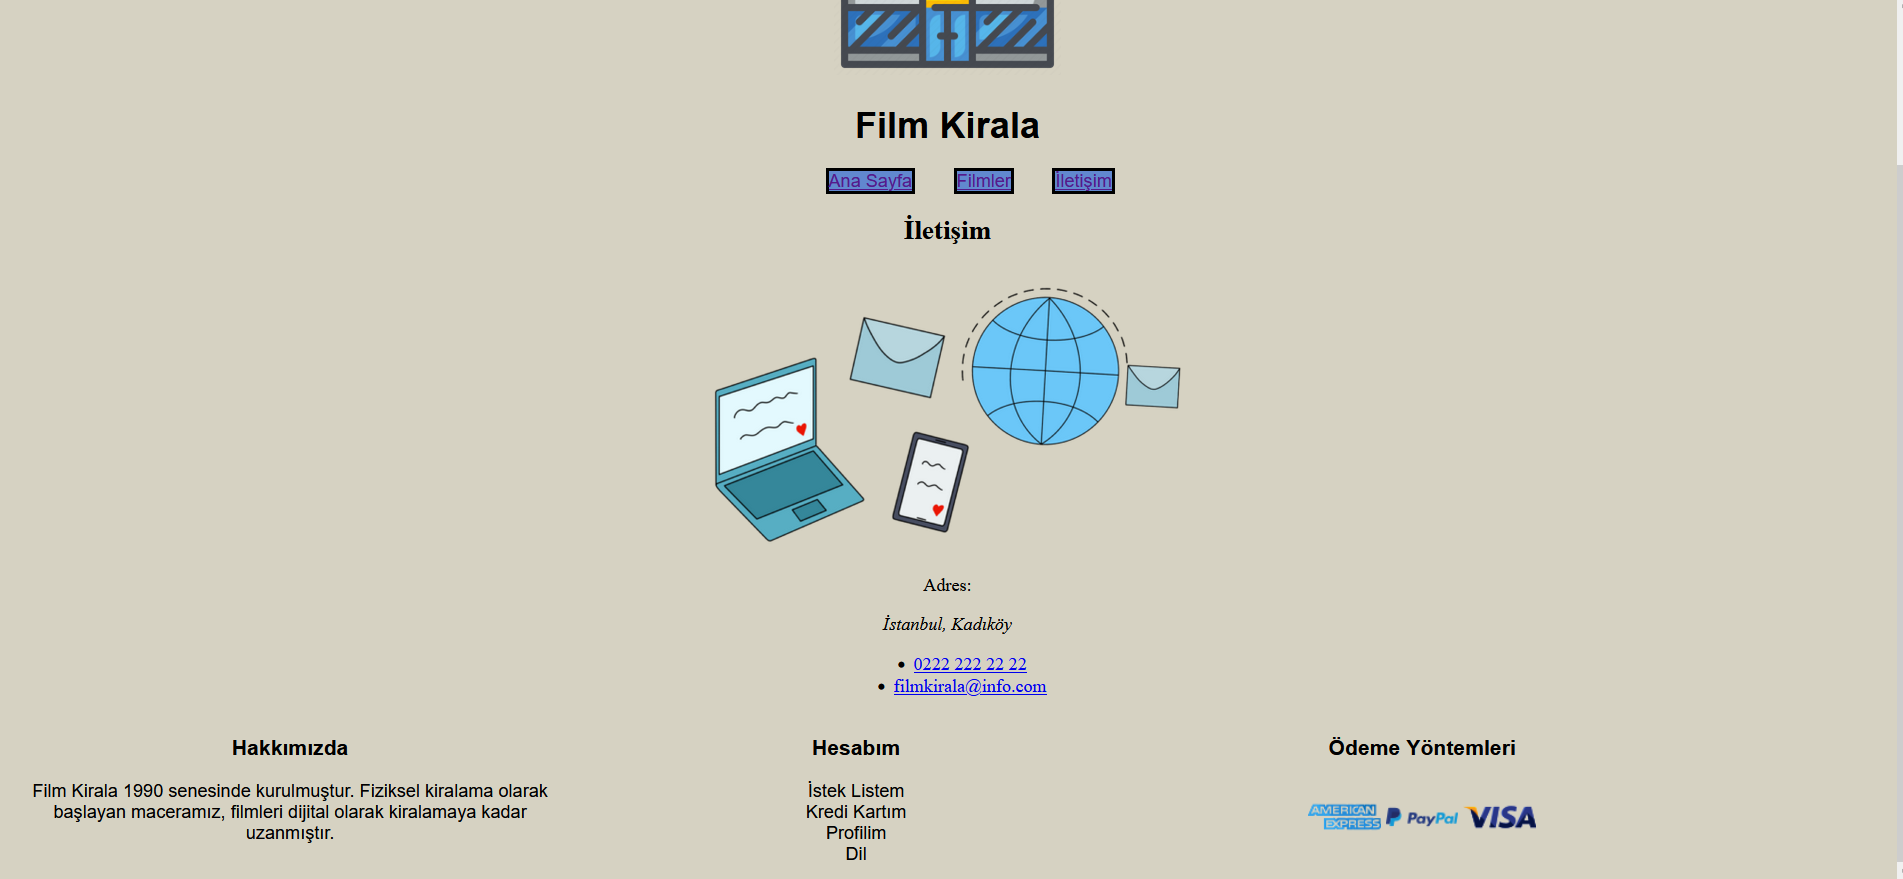 Film Kirala
Ana Sayfa Filmler İletişim
İletişim
Adres:
İstanbul, Kadıköy
0222 222 22 22
filmkirala@info.com
Hakkımızda
Film Kirala 1990 senesinde kurulmuştur. Fiziksel kiralama olarak
başlayan maceramız, filmleri dijital olarak kiralamaya kadar
uzanmıştır.
Hesabım
İstek Listem
Kredi Kartım
Profilim
Dil
Ödeme Yöntemleri
AMERICAN
EXPRESS
PayPal
VISA